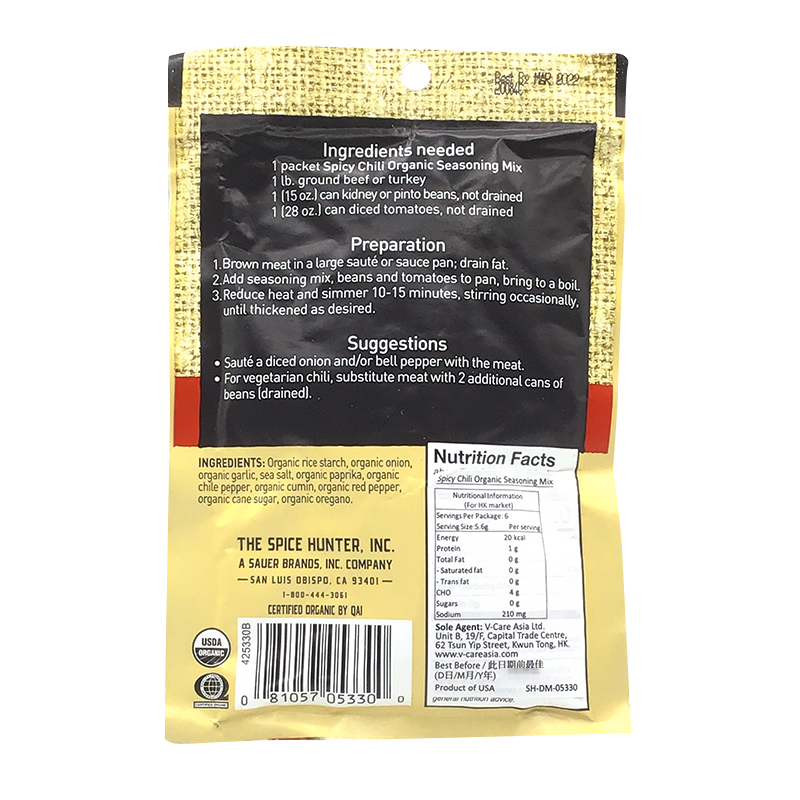 Best By MAR 2022
Ingredients needed
1 packet Spicy Chili Organic Seasoning Mix
1 lb. ground beef or turkey
1 (15 oz.) can kidney or pinto beans, not drained
1 (28 oz.) can diced tomatoes, not drained
Preparation
1.Brown meat in a large sauté or sauce pan; drain fat.
2.Add seasoning mix, beans and tomatoes to pan, bring to a boil.
3.Reduce heat and simmer 10-15 minutes, stirring occasionally,
until thickened as desired.
Suggestions
• Sauté a diced onion and/or bell pepper with the meat.
• For vegetarian chili, substitute meat with 2 additional cans of
beans (drained).
INGREDIENTS: Organic rice starch, organic onion,
organic garlic, sea salt, organic paprika, organic
chile pepper, organic cumin, organic red pepper,
organic cane sugar, organic oregano.
THE SPICE HUNTER, INC.
A SAUER BRANDS, INC. COMPANY
— SAN LUIS OBISPO, CA 93401 —
1-800-444-3061
CERTIFIED ORGANIC BY QAI
USDA
ORGANIC
CERTIFIED ORGANIC
425330B
0 81057 05330 0
Nutrition Facts
Spicy Chili Organic Seasoning Mix
Nutritional Information
(For HK market)
Servings Per Package: 6
Serving Size:5.6g Per serving
Energy 20 kcal
Protein 1 g
Total Fat 0 g
- Saturated fat 0 g
- Trans fat 0 g
CHO 4 g
Sugars 0 g
Sodium 210 mg
Sole Agent: V-Care Asia Ltd.
Unit B, 19/F, Capital Trade Centre,
62 Tsun Yip Street, Kwun Tong, HK.
www.v-careasia.com
Best Before / 此日期前最佳
(D日/M月/Y年)
Product of USA SH-DM-05330
general nutrition advice.